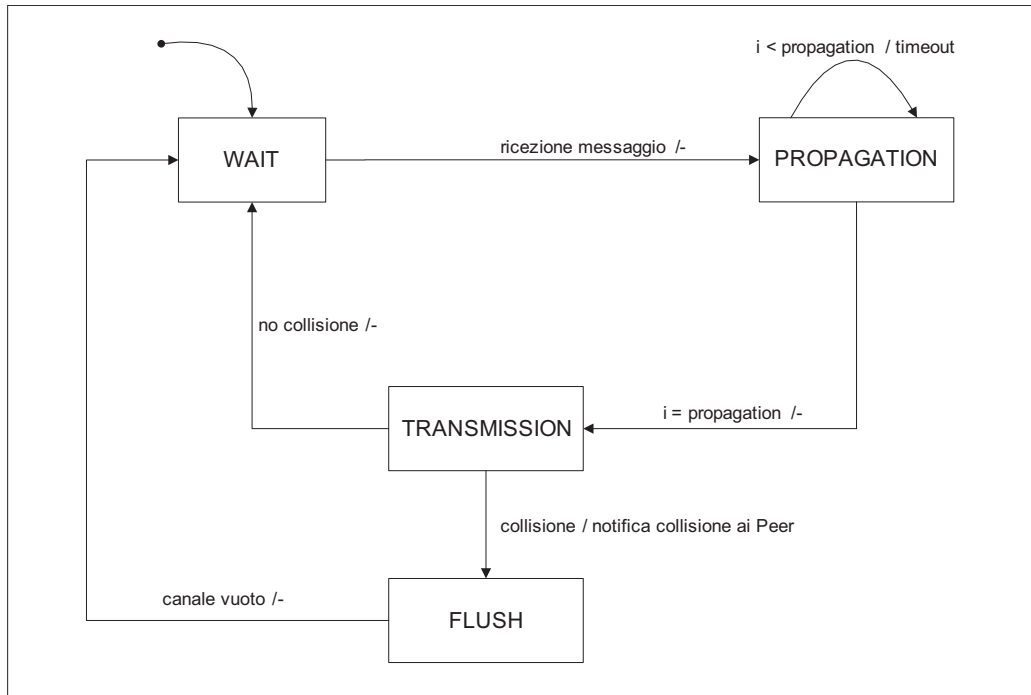 i < propagation / timeout
WAIT
ricezione messaggio /-
PROPAGATION
no collisione /-
TRANSMISSION
i = propagation /-
collisione / notifica collisione ai Peer
canale vuoto /-
FLUSH